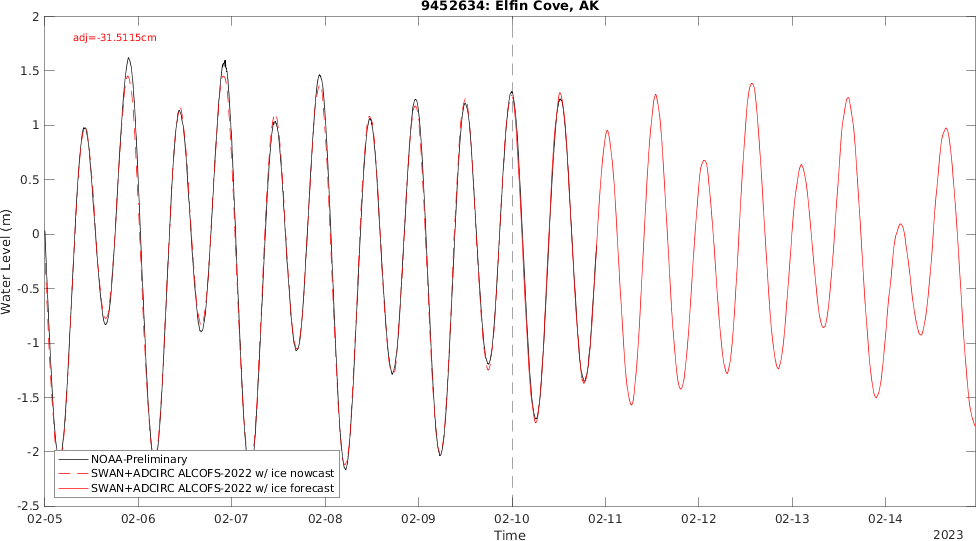 9452634: Elfin Cove, AK
adj=-31.5115cm
2
1.5
1
0.5
0
-0.5
-1
-1.5
-2
-2.5
Water Level (m)
NOAA-Preliminary
SWAN+ADCIRC ALCOFS-2022 w/ ice nowcast
SWAN+ADCIRC ALCOFS-2022 w/ ice forecast
02-05 02-06 02-07 02-08 02-09 02-10 02-11 02-12 02-13 02-14
Time
2023